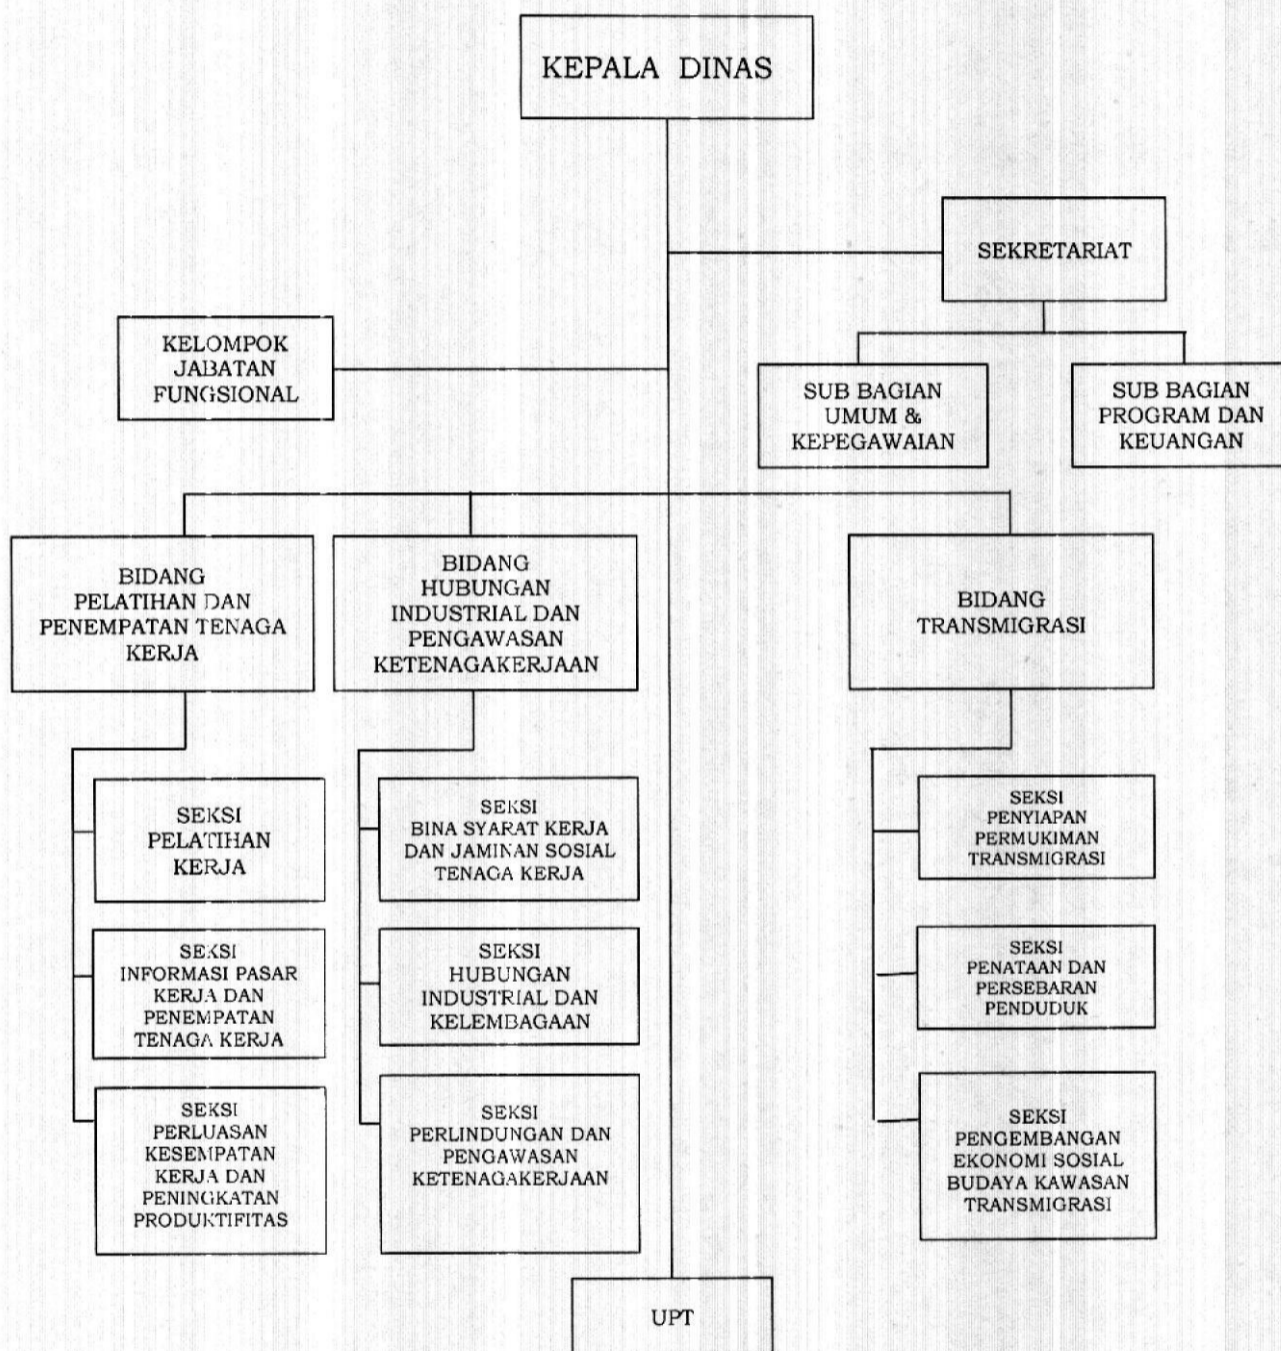 KEPALA DINAS
SEKRETARIAT
KELOMPOK
JABATAN
FUNGSIONAL
SUB BAGIAN
UMUM &
KEPEGAWAIAN
SUB BAGIAN
PROGRAM DAN
KEUANGAN
BIDANG
PELATIHAN DAN
PENEMPATAN TENAGA
KERJA
BIDANG
HUBUNGAN
INDUSTRIAL DAN
PENGAWASAN
KETENAGAKERJAAN
BIDANG
TRANSMIGRASI
SEKSI
PELATIHAN
KERJA
SEKSI
BINA SYARAT KERJA
DAN JAMINAN SOSIAL
TENAGA KERJA
SEKSI
PENYIAPAN
PERMUKIMAN
TRANSMIGRASI
SEKSI
INFORMASI PASAR
KERJA DAN
PENEMPATAN
TENAGA KERJA
SEKSI
HUBUNGAN
INDUSTRIAL DAN
KELEMBAGAAN
SEKSI
PENATAAN DAN
PERSEBARAN
PENDUDUK
SEKSI
PERLUASAN
KESEMPATAN
KERJA DAN
PENINGKATAN
PRODUKTIFITAS
SEKSI
PERLINDUNGAN DAN
PENGAWASAN
KETENAGAKERJAAN
SEKSI
PENGEMBANGAN
EKONOMI SOSIAL
BUDAYA KAWASAN
TRANSMIGRASI
UPT